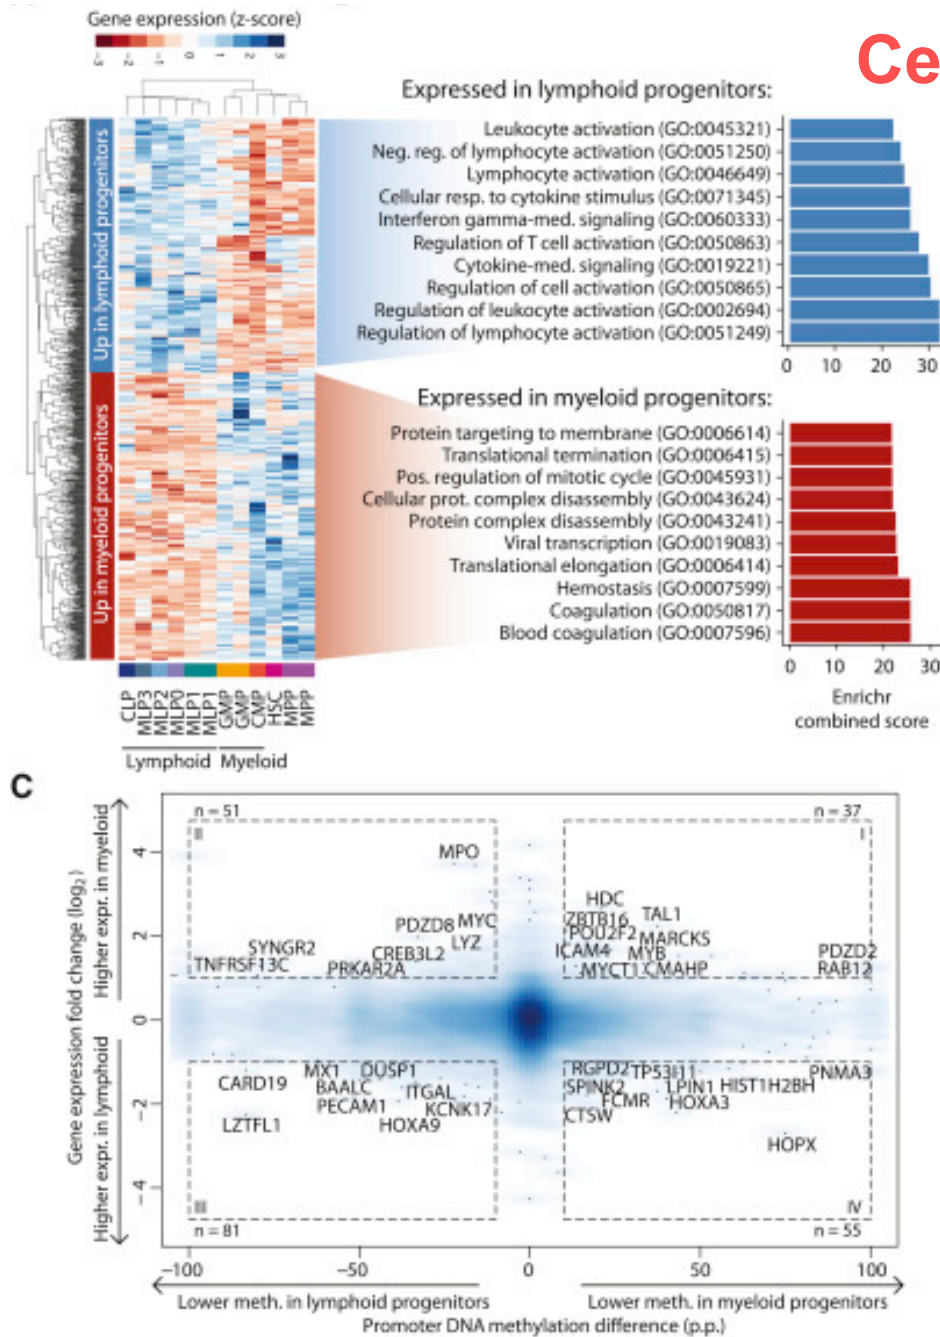 Gene expression (z-score)
-3 -2 -1 0 1 2 3
Ce
Expressed in lymphoid progenitors:
Up in lymphoid progenitors
Leukocyte activation (GO:0045321)
Neg. reg. of lymphocyte activation (GO:0051250)
Lymphocyte activation (GO:0046649)
Cellular resp. to cytokine stimulus (GO:0071345)
Interferon gamma-med. signaling (GO:0060333)
Regulation of T cell activation (GO:0050863)
Cytokine-med. signaling (GO:0019221)
Regulation of cell activation (GO:0050865)
Regulation of leukocyte activation (GO:0002694)
Regulation of lymphocyte activation (GO:0051249)
0 10 20 30
Expressed in myeloid progenitors:
Up in myeloid progenitors
Protein targeting to membrane (GO:0006614)
Translational termination (GO:0006415)
Pos. regulation of mitotic cycle (GO:0045931)
Cellular prot. complex disassembly (GO:0043624)
Protein complex disassembly (GO:0043241)
Viral transcription (GO:0019083)
Translational elongation (GO:0006414)
Hemostasis (GO:0007599)
Coagulation (GO:0050817)
Blood coagulation (GO:0007596)
0 10 20 30
Enrichr
combined score
CLP MLP3 MLP2 MLP0 MLP1 MLP1 GMP GMP CMP HSC MPP MPP
Lymphoid Myeloid
C
Gene expression fold change (log2)
Higher expr. in myeloid
Higher expr. in lymphoid
n = 51 n = 37
II I
4
MPO
HDC
ZBTB16 TAL1
PDZD8 MYC
2
POU2F2
LYZ MARCKS
SYNGR2 CREB3L2 ICAM4 MYB PDZD2
TNFRSF13C PRKAR2A MYCT1 CMAHP RAB12
0
MX1 DUSP1 RGPD2 TP53I11 PNMA3
CARD19 BAALC ITGAL SPINK2 LPIN1 HIST1H2BH
PECAM1 KCNK17 FCMR HOXA3
-2
LZTFL1 HOXA9 CTSW
HOPX
-4
III IV
n = 81 n = 55
-100 -50 0 50 100
Lower meth. in lymphoid progenitors Lower meth. in myeloid progenitors
Promoter DNA methylation difference (p.p.)